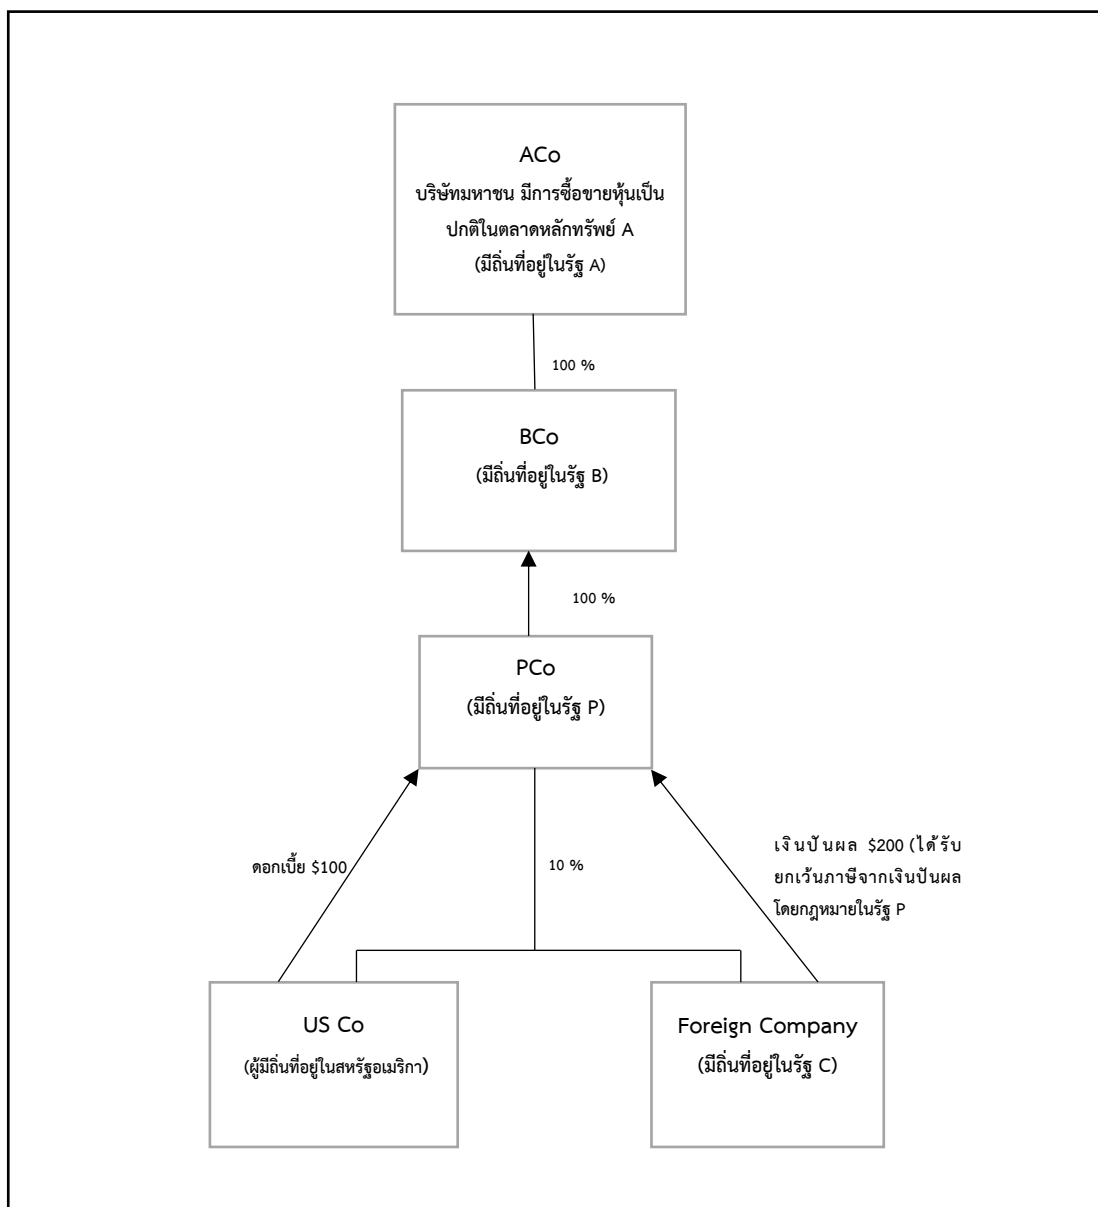 ACo
บริษัทมหาชน มีการซื้อขายหุ้นเป็น
ปกติในตลาดหลักทรัพย์ A
(มีถิ่นที่อยู่ในรัฐ A)
100 %
BCo
(มีถิ่นที่อยู่ในรัฐ B)
100 %
PCo
(มีถิ่นที่อยู่ในรัฐ P)
ดอกเบี้ย $100
10 %
เงินปันผล $200 (ได้รับ
ยกเว้นภาษีจากเงินปันผล
โดยกฎหมายในรัฐ P
US Co
(ผู้มีถิ่นที่อยู่ในสหรัฐอเมริกา)
Foreign Company
(มีถิ่นที่อยู่ในรัฐ C)